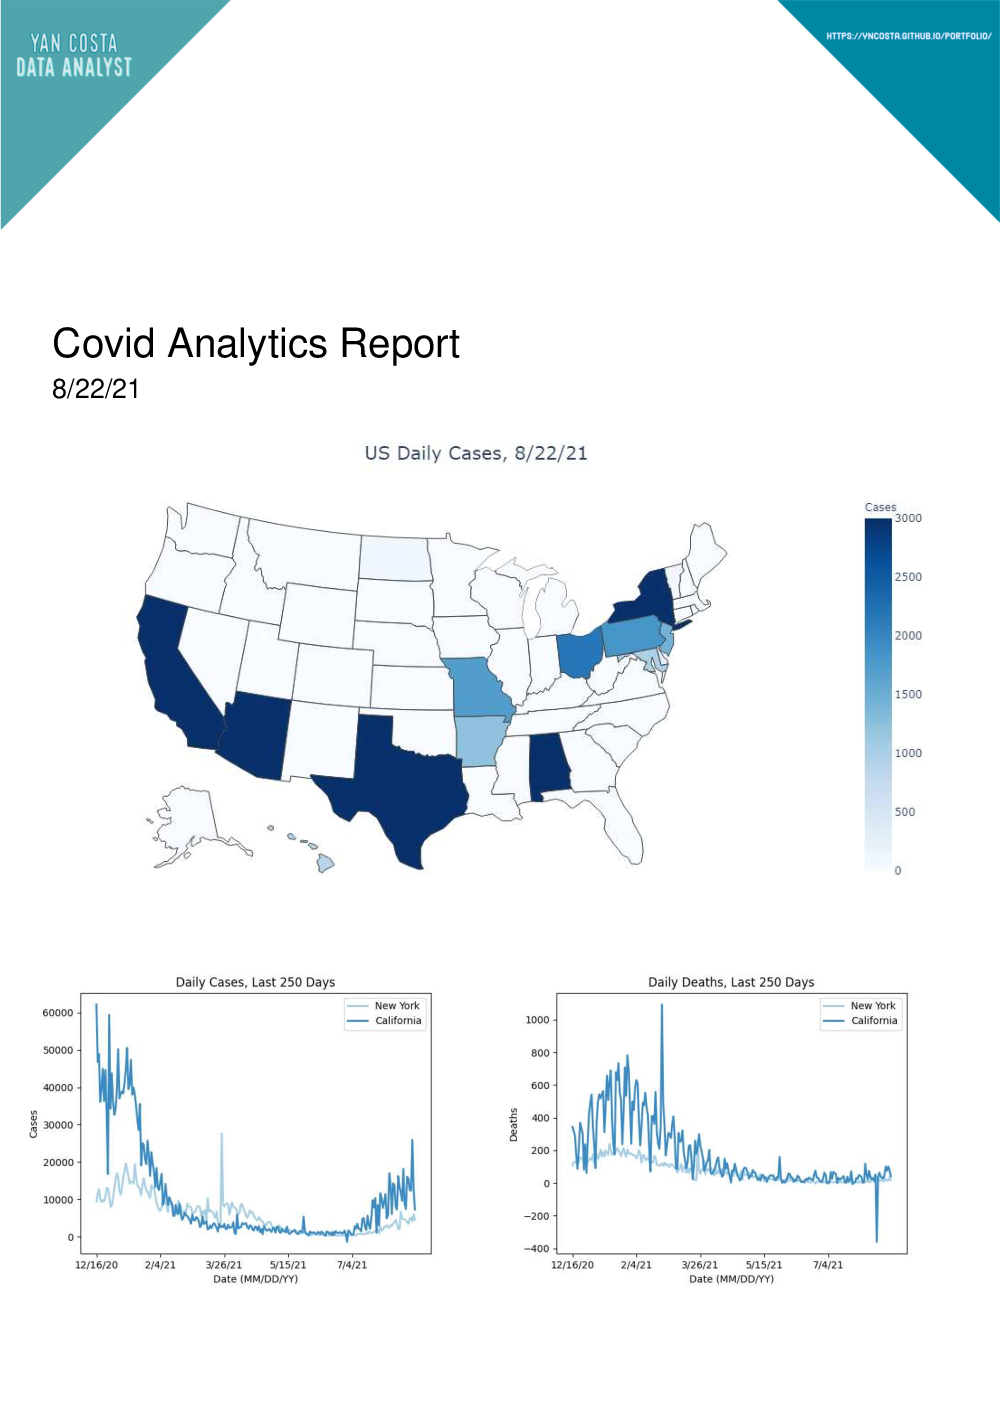 YAN COSTA
DATA ANALYST
HTTPS://YNCOSTA.GITHUB.IO/PORTFOLIO/
Covid Analytics Report
8/22/21
US Daily Cases, 8/22/21
Cases
3000
2500
2000
1500
1000
500
0
Daily Cases, Last 250 Days
New York
California
60000
50000
40000
30000
20000
10000
0
Cases
12/16/20 2/4/21 3/26/21 5/15/21 7/4/21
Date (MM/DD/YY)
Daily Deaths, Last 250 Days
New York
California
1000
800
600
400
200
0
−200
−400
Deaths
12/16/20 2/4/21 3/26/21 5/15/21 7/4/21
Date (MM/DD/YY)